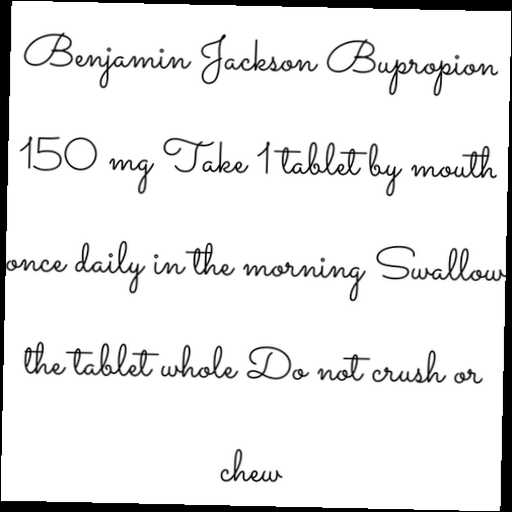 Benjamin Jackson Bupropion
150 mg Take 1 tablet by mouth
once daily in the morning Swallow
the tablet whole Do not crush or
chew